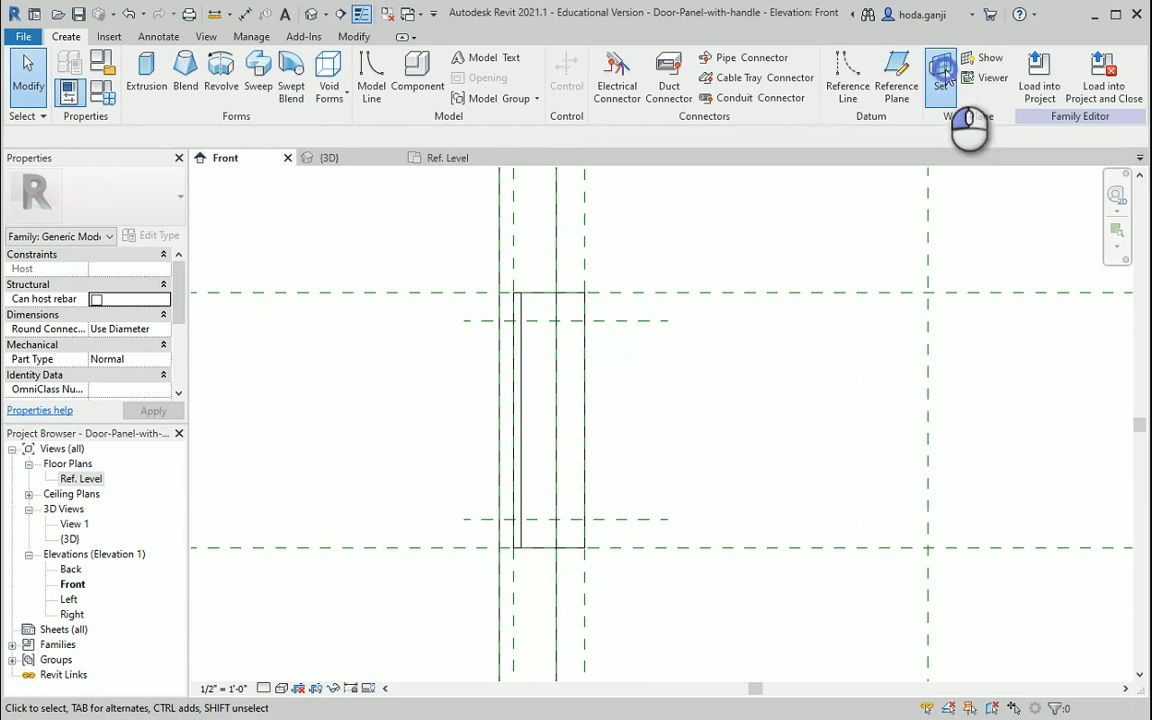 Autodesk Revit 2021.1 - Educational Version - Door-Panel-with-handle - Elevation: Front
hoda.ganji
File Create Insert Annotate View Manage Add-Ins Modify
Modify
Select
Properties
Extrusion Blend Revolve Sweep Swept Blend Void Forms
Forms
Model Line Component Model Text Opening Model Group
Model
Control
Control
Electrical Connector Duct Connector Pipe Connector Cable Tray Connector Conduit Connector
Connectors
Reference Line Reference Plane
Datum
Set Show Viewer
Load into Project Load into Project and Close
Family Editor
Front {3D} Ref. Level
Properties
Family: Generic Mode Edit Type
Constraints
Host
Structural
Can host rebar
Dimensions
Round Connec... Use Diameter
Mechanical
Part Type Normal
Identity Data
OmniClass Nu...
Properties help Apply
Project Browser - Door-Panel-with-...
Views (all)
Floor Plans
Ref. Level
Ceiling Plans
3D Views
View 1
{3D}
Elevations (Elevation 1)
Back
Front
Left
Right
Sheets (all)
Families
Groups
Revit Links
1/2" = 1'-0"
Click to select, TAB for alternates, CTRL adds, SHIFT unselect
:0